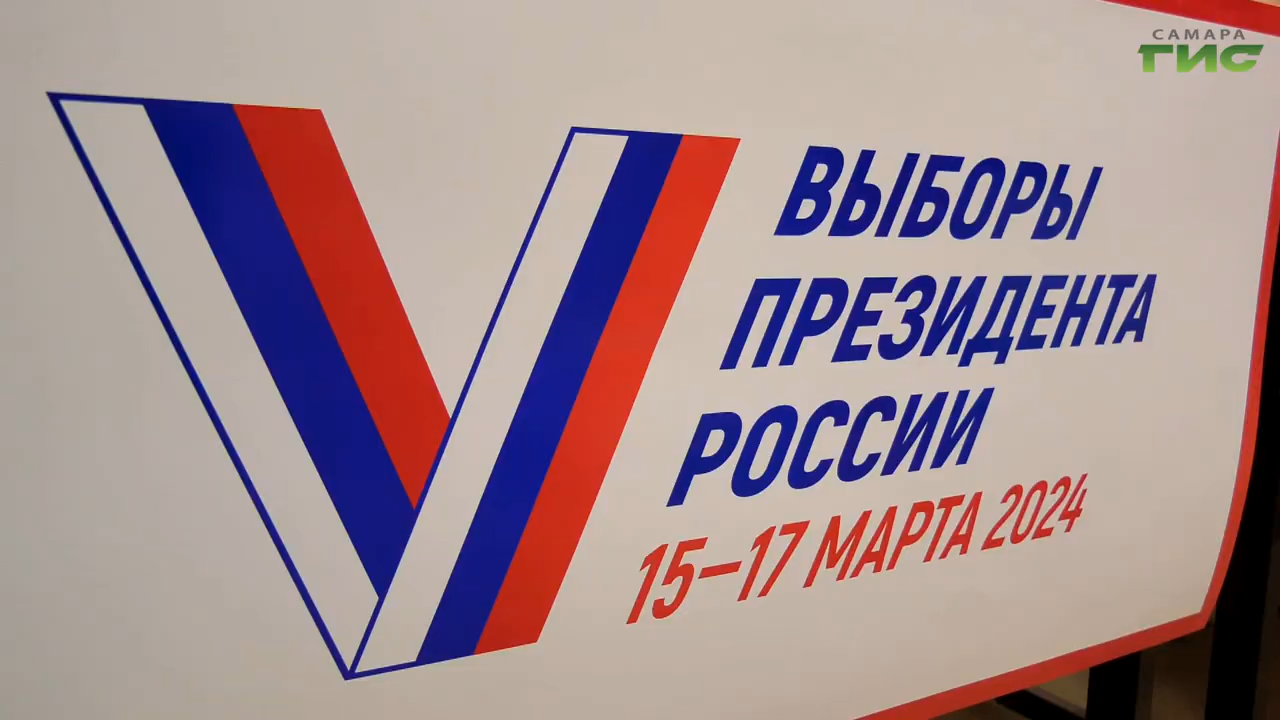 САМАРА
ГИС
ВЫБОРЫ
ПРЕЗИДЕНТА
РОССИИ
15–17 МАРТА 2024